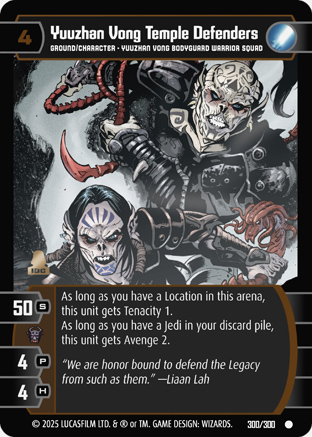 4
Yuuzhan Vong Temple Defenders
GROUND/CHARACTER - YUUZHAN VONG BODYGUARD WARRIOR SQUAD
50 S
As long as you have a Location in this arena,
this unit gets Tenacity 1.
As long as you have a Jedi in your discard pile,
this unit gets Avenge 2.
4 P
“We are honor bound to defend the Legacy
from such as them.” —Liaan Lah
4 H
© 2025 LUCASFILM LTD. & ® or TM. GAME DESIGN: WIZARDS.
300/300